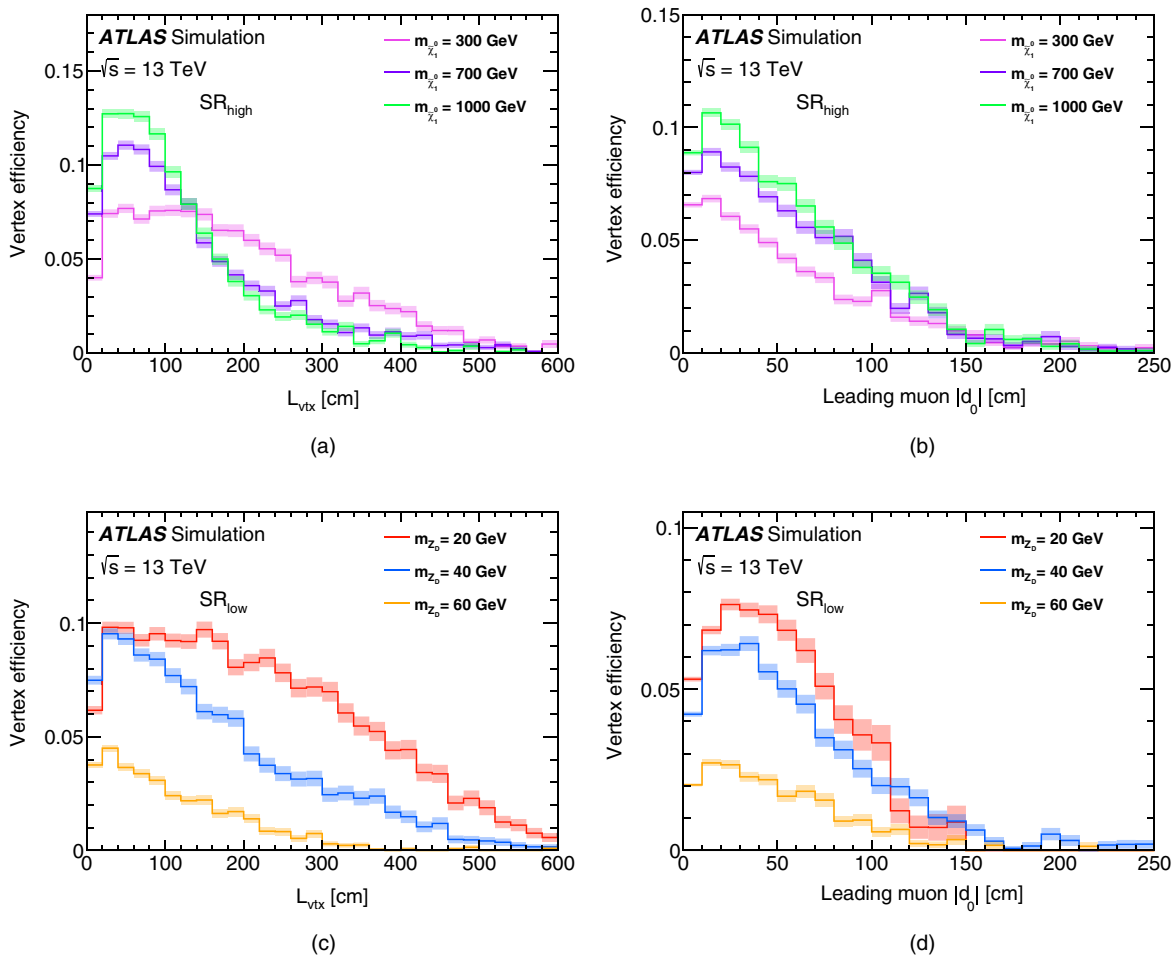 ATLAS Simulation
√s = 13 TeV
SR_high
m_χ̃₁⁰ = 300 GeV
m_χ̃₁⁰ = 700 GeV
m_χ̃₁⁰ = 1000 GeV
Vertex efficiency
0.15
0.1
0.05
0
0 100 200 300 400 500 600
L_vtx [cm]
(a)
ATLAS Simulation
√s = 13 TeV
SR_high
m_χ̃₁⁰ = 300 GeV
m_χ̃₁⁰ = 700 GeV
m_χ̃₁⁰ = 1000 GeV
Vertex efficiency
0.15
0.1
0.05
0
0 50 100 150 200 250
Leading muon |d₀| [cm]
(b)
ATLAS Simulation
√s = 13 TeV
SR_low
m_Z_D = 20 GeV
m_Z_D = 40 GeV
m_Z_D = 60 GeV
Vertex efficiency
0.1
0.05
0
0 100 200 300 400 500 600
L_vtx [cm]
(c)
ATLAS Simulation
√s = 13 TeV
SR_low
m_Z_D = 20 GeV
m_Z_D = 40 GeV
m_Z_D = 60 GeV
Vertex efficiency
0.1
0.05
0
0 50 100 150 200 250
Leading muon |d₀| [cm]
(d)